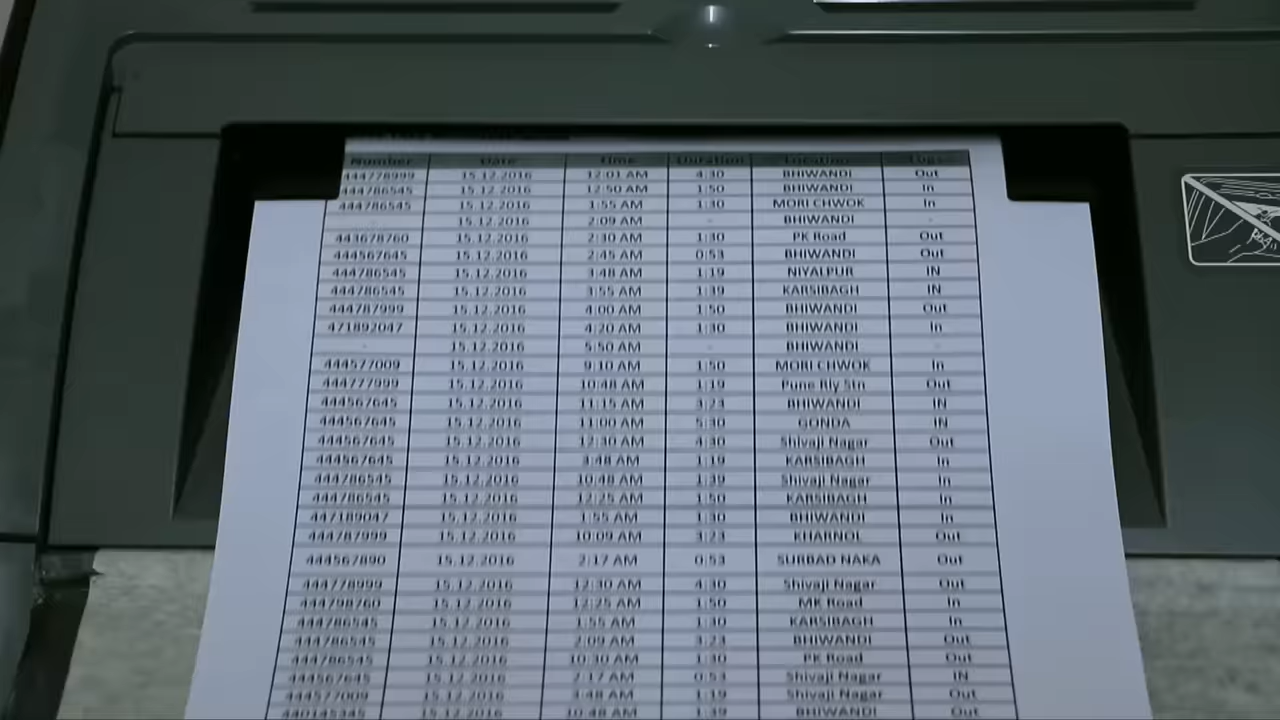 Number Date Time Duration Location Type
444778999 15.12.2016 12:01 AM 4:30 BHIWANDI Out
444786545 15.12.2016 12:50 AM 1:50 BHIWANDI In
444786545 15.12.2016 1:55 AM 1:30 MORI CHWOK In
- 15.12.2016 2:09 AM - BHIWANDI -
443678760 15.12.2016 2:30 AM 1:30 PK Road Out
444567645 15.12.2016 2:45 AM 0:53 BHIWANDI Out
444786545 15.12.2016 3:48 AM 1:19 NIYALPUR IN
444786545 15.12.2016 3:55 AM 1:39 KARSIBAGH IN
444787999 15.12.2016 4:00 AM 1:50 BHIWANDI Out
471892047 15.12.2016 4:20 AM 1:30 BHIWANDI In
- 15.12.2016 5:50 AM - BHIWANDI -
444577009 15.12.2016 9:10 AM 1:50 MORI CHWOK In
444777999 15.12.2016 10:48 AM 1:19 Pune Rly Stn Out
444567645 15.12.2016 11:15 AM 3:23 BHIWANDI IN
444567645 15.12.2016 11:00 AM 5:30 GONDA IN
444567645 15.12.2016 12:30 AM 4:30 Shivaji Nagar Out
444567645 15.12.2016 3:48 AM 1:19 KARSIBAGH In
444786545 15.12.2016 10:48 AM 1:39 Shivaji Nagar In
444786545 15.12.2016 12:25 AM 1:50 KARSIBAGH In
447189047 15.12.2016 1:55 AM 1:30 BHIWANDI In
444787999 15.12.2016 10:09 AM 3:23 KHARNOL Out
444567890 15.12.2016 2:17 AM 0:53 SURBAD NAKA Out
444778999 15.12.2016 12:30 AM 4:30 Shivaji Nagar Out
444798760 15.12.2016 12:25 AM 1:50 MK Road In
444786545 15.12.2016 1:55 AM 1:30 KARSIBAGH In
444786545 15.12.2016 2:09 AM 3:23 BHIWANDI Out
444786545 15.12.2016 10:30 AM 1:30 PK Road Out
444567645 15.12.2016 2:17 AM 0:53 Shivaji Nagar IN
444577009 15.12.2016 3:48 AM 1:19 Shivaji Nagar Out
440145345 15.12.2016 10:48 AM 1:39 BHIWANDI Out